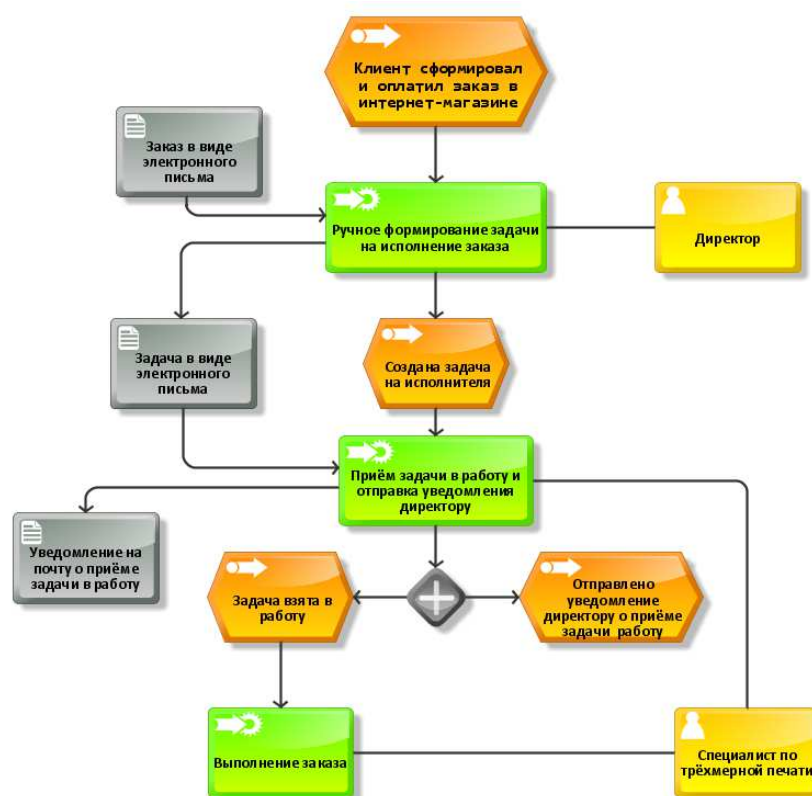 Клиент сформировал
и оплатил заказ в
интернет-магазине
Заказ в виде
электронного
письма
Ручное формирование задачи
на исполнение заказа
Директор
Задача в виде
электронного
письма
Создана задача
на исполнителя
Приём задачи в работу и
отправка уведомления
директору
Уведомление на
почту о приёме
задачи в работу
Задача взята в
работу
Отправлено
уведомление
директору о приёме
задачи работу
Выполнение заказа
Специалист по
трёхмерной печати